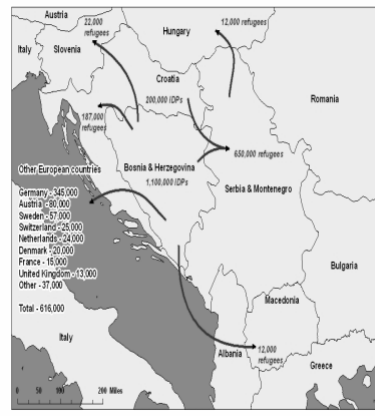 Austria
22,000
refugees
Hungary
12,000
refugees
Italy
Slovenia
Croatia
200,000 IDPs
Romania
187,000
refugees
650,000 refugees
Other European countries
Bosnia & Herzegovina
1,100,000 IDPs
Serbia & Montenegro
Germany - 345,000
Austria - 80,000
Sweden - 57,000
Switzerland - 25,000
Netherlands - 24,000
Denmark - 20,000
France - 15,000
United Kingdom - 13,000
Other - 37,000
Total - 616,000
Bulgaria
Macedonia
Italy
Albania
12,000
refugees
Greece
0 50 100 200 Miles